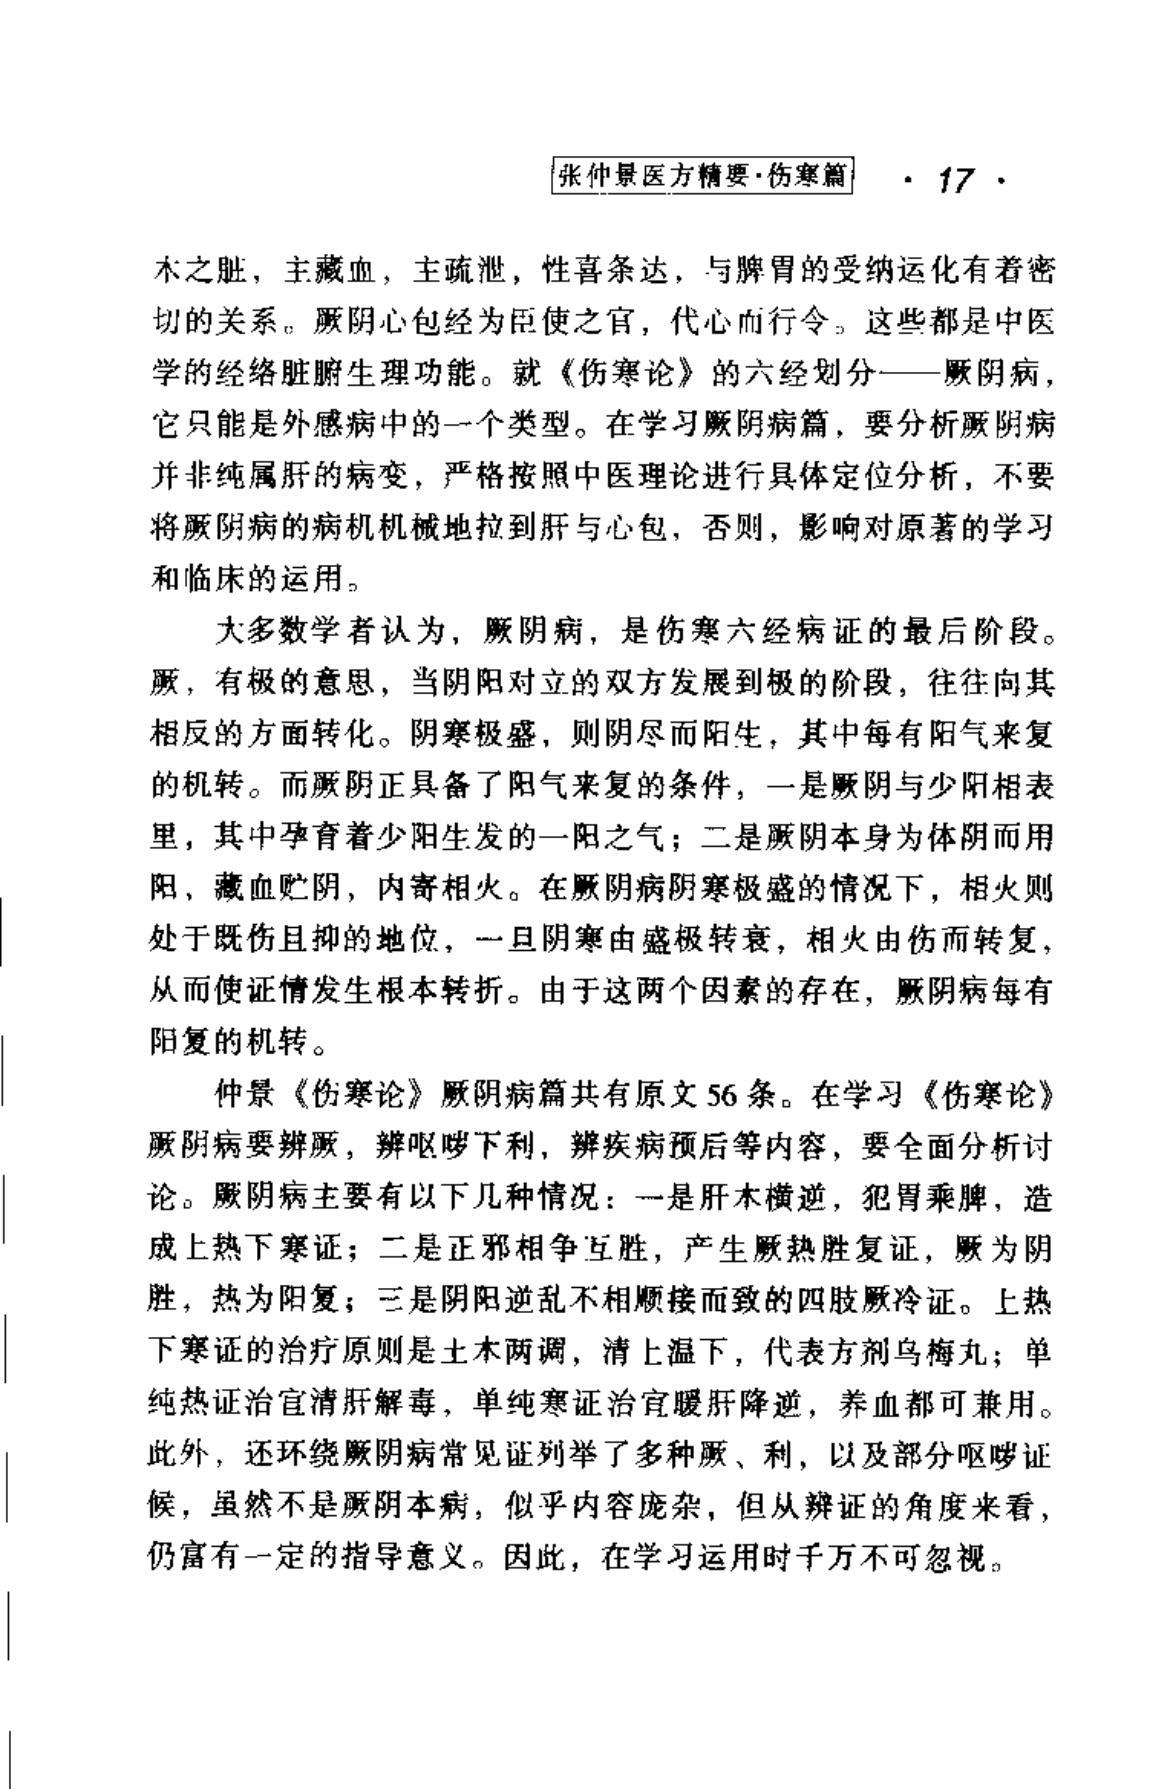 张仲景医方精要·伤寒篇 · 17 ·
木之脏，主藏血，主疏泄，性喜条达，与脾胃的受纳运化有着密
切的关系。厥阴心包经为臣使之官，代心而行令。这些都是中医
学的经络脏腑生理功能。就《伤寒论》的六经划分——厥阴病，
它只能是外感病中的一个类型。在学习厥阴病篇，要分析厥阴病
并非纯属肝的病变，严格按照中医理论进行具体定位分析，不要
将厥阴病的病机机械地拉到肝与心包，否则，影响对原著的学习
和临床的运用。
大多数学者认为，厥阴病，是伤寒六经病证的最后阶段。
厥，有极的意思，当阴阳对立的双方发展到极的阶段，往往向其
相反的方面转化。阴寒极盛，则阴尽而阳生，其中每有阳气来复
的机转。而厥阴正具备了阳气来复的条件，一是厥阴与少阳相表
里，其中孕育着少阳生发的一阳之气；二是厥阴本身为体阴而用
阳，藏血贮阴，内寄相火。在厥阴病阴寒极盛的情况下，相火则
处于既伤且抑的地位，一旦阴寒由盛极转衰，相火由伤而转复，
从而使证情发生根本转折。由于这两个因素的存在，厥阴病每有
阳复的机转。
仲景《伤寒论》厥阴病篇共有原文 56 条。在学习《伤寒论》
厥阴病要辨厥，辨呕哕下利，辨疾病预后等内容，要全面分析讨
论。厥阴病主要有以下几种情况：一是肝木横逆，犯胃乘脾，造
成上热下寒证；二是正邪相争互胜，产生厥热胜复证，厥为阴
胜，热为阳复；三是阴阳逆乱不相顺接而致的四肢厥冷证。上热
下寒证的治疗原则是土木两调，清上温下，代表方剂乌梅丸；单
纯热证治宜清肝解毒，单纯寒证治宜暖肝降逆，养血都可兼用。
此外，还环绕厥阴病常见证列举了多种厥、利，以及部分呕哕证
候，虽然不是厥阴本病，似乎内容庞杂，但从辨证的角度来看，
仍富有一定的指导意义。因此，在学习运用时千万不可忽视。